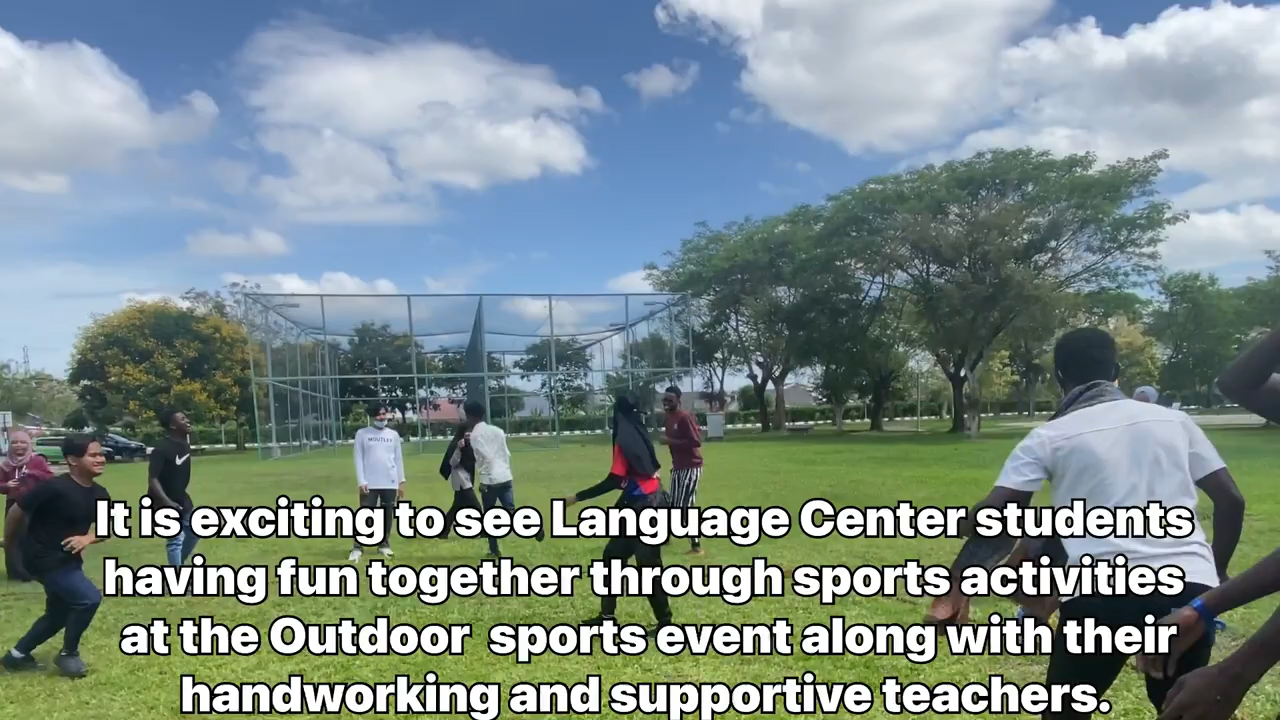 MOUTLEY
It is exciting to see Language Center students
having fun together through sports activities
at the Outdoor  sports event along with their
handworking and supportive teachers.